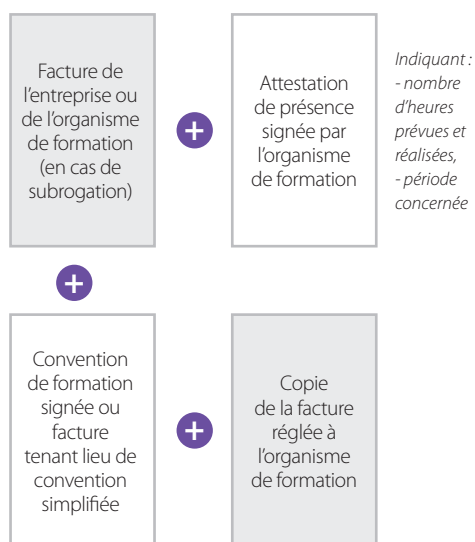 Facture de
l'entreprise ou
de l'organisme
de formation
(en cas de
subrogation)
+
Attestation
de présence
signée par
l'organisme
de formation
Indiquant :
- nombre
d'heures
prévues et
réalisées,
- période
concernée
+
Convention
de formation
signée ou
facture
tenant lieu de
convention
simplifiée
+
Copie
de la facture
réglée à
l'organisme
de formation